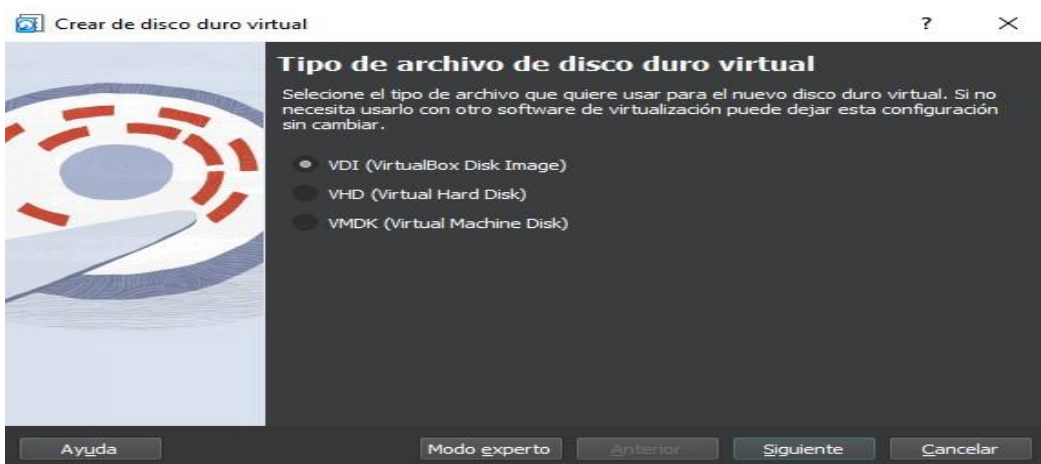 Crear de disco duro virtual
?
Tipo de archivo de disco duro virtual
Selecione el tipo de archivo que quiere usar para el nuevo disco duro virtual. Si no
necesita usarlo con otro software de virtualización puede dejar esta configuración
sin cambiar.
VDI (VirtualBox Disk Image)
VHD (Virtual Hard Disk)
VMDK (Virtual Machine Disk)
Ayuda
Modo experto
Anterior
Siguiente
Cancelar